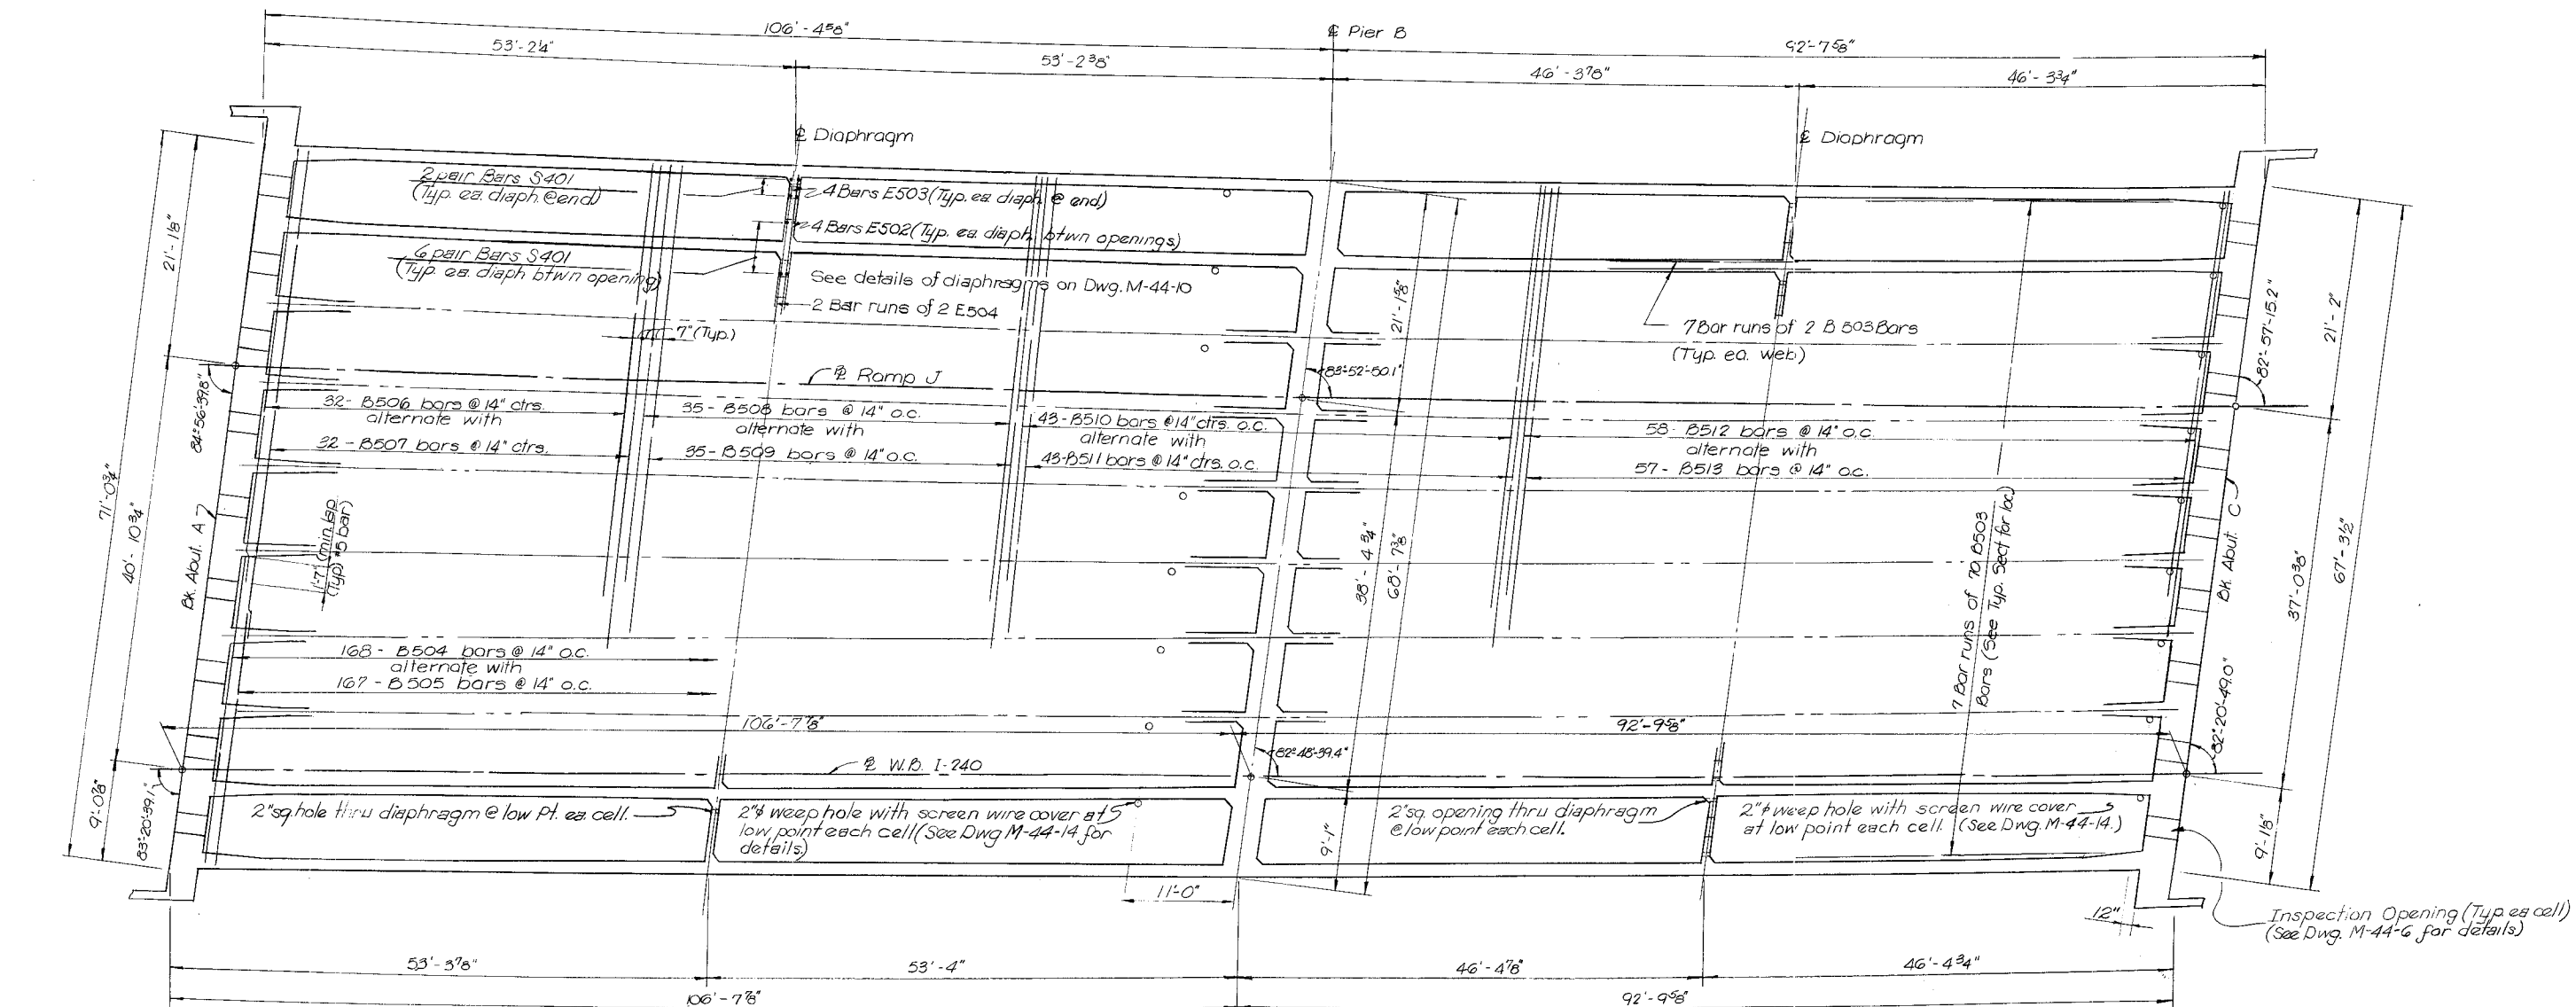 106'-4⅝"
℄ Pier B
92'-7⅝"
53'-2¼"
53'-2⅜"
46'-3⅞"
46'-3¾"
℄ Diaphragm
℄ Diaphragm
2 pair Bars S401
(Typ. ea. diaph. @ end)
4 Bars E503 (Typ. ea. diaph. @ end)
4 Bars E502 (Typ. ea. diaph. btwn openings)
6 pair Bars S401
(Typ. ea. diaph btwn opening)
See details of diaphragms on Dwg. M-44-10
2 Bar runs of 2 E504
7" (Typ.)
7 Bar runs of 2 B503 Bars
(Typ. ea. web)
21'-1⅛"
21'-1⅝"
82°-57'-15.2"
21'-2"
℄ Ramp J
83°-52'-50.1"
84°-56'-37.8"
32- B506 bars @ 14" ctrs.
alternate with
32 - B507 bars @ 14" ctrs.
35- B508 bars @ 14" o.c.
alternate with
35- B509 bars @ 14" o.c.
43-B510 bars @ 14" ctrs. o.c.
alternate with
43-B511 bars @ 14" ctrs. o.c.
58- B512 bars @ 14" o.c.
alternate with
57- B513 bars @ 14" o.c.
71'-0¾"
40'-10¾"
Bk. Abut. A
1'-7" (min. lap
(Typ) #5 bar)
38'-4¾"
68'-7⅜"
7 Bar runs of 70 B503
Bars (See Typ. Sect for loc.)
Bk. Abut. C
37'-0⅜"
67'-3½"
168- B504 bars @ 14" o.c.
alternate with
167- B505 bars @ 14" o.c.
106'-7⅞"
92'-9⅝"
82°-48'-39.4"
82°-20'-49.0"
℄ W.B. I-240
9'-0⅞"
83°-20'-39.1"
2" sq. hole thru diaphragm @ low Pt. ea. cell.
2"ϕ weep hole with screen wire cover at
low point each cell (See Dwg M-44-14 for
details)
2" sq. opening thru diaphragm
@ low point each cell.
2"ϕ weep hole with screen wire cover
at low point each cell. (See Dwg. M-44-14.)
9'-1"
9'-1⅛"
11'-0"
12"
Inspection Opening (Typ. ea cell)
(See Dwg. M-44-6 for details)
53'-3⅞"
53'-4"
46'-4⅞"
46'-4¾"
106'-7⅞"
92'-9⅝"